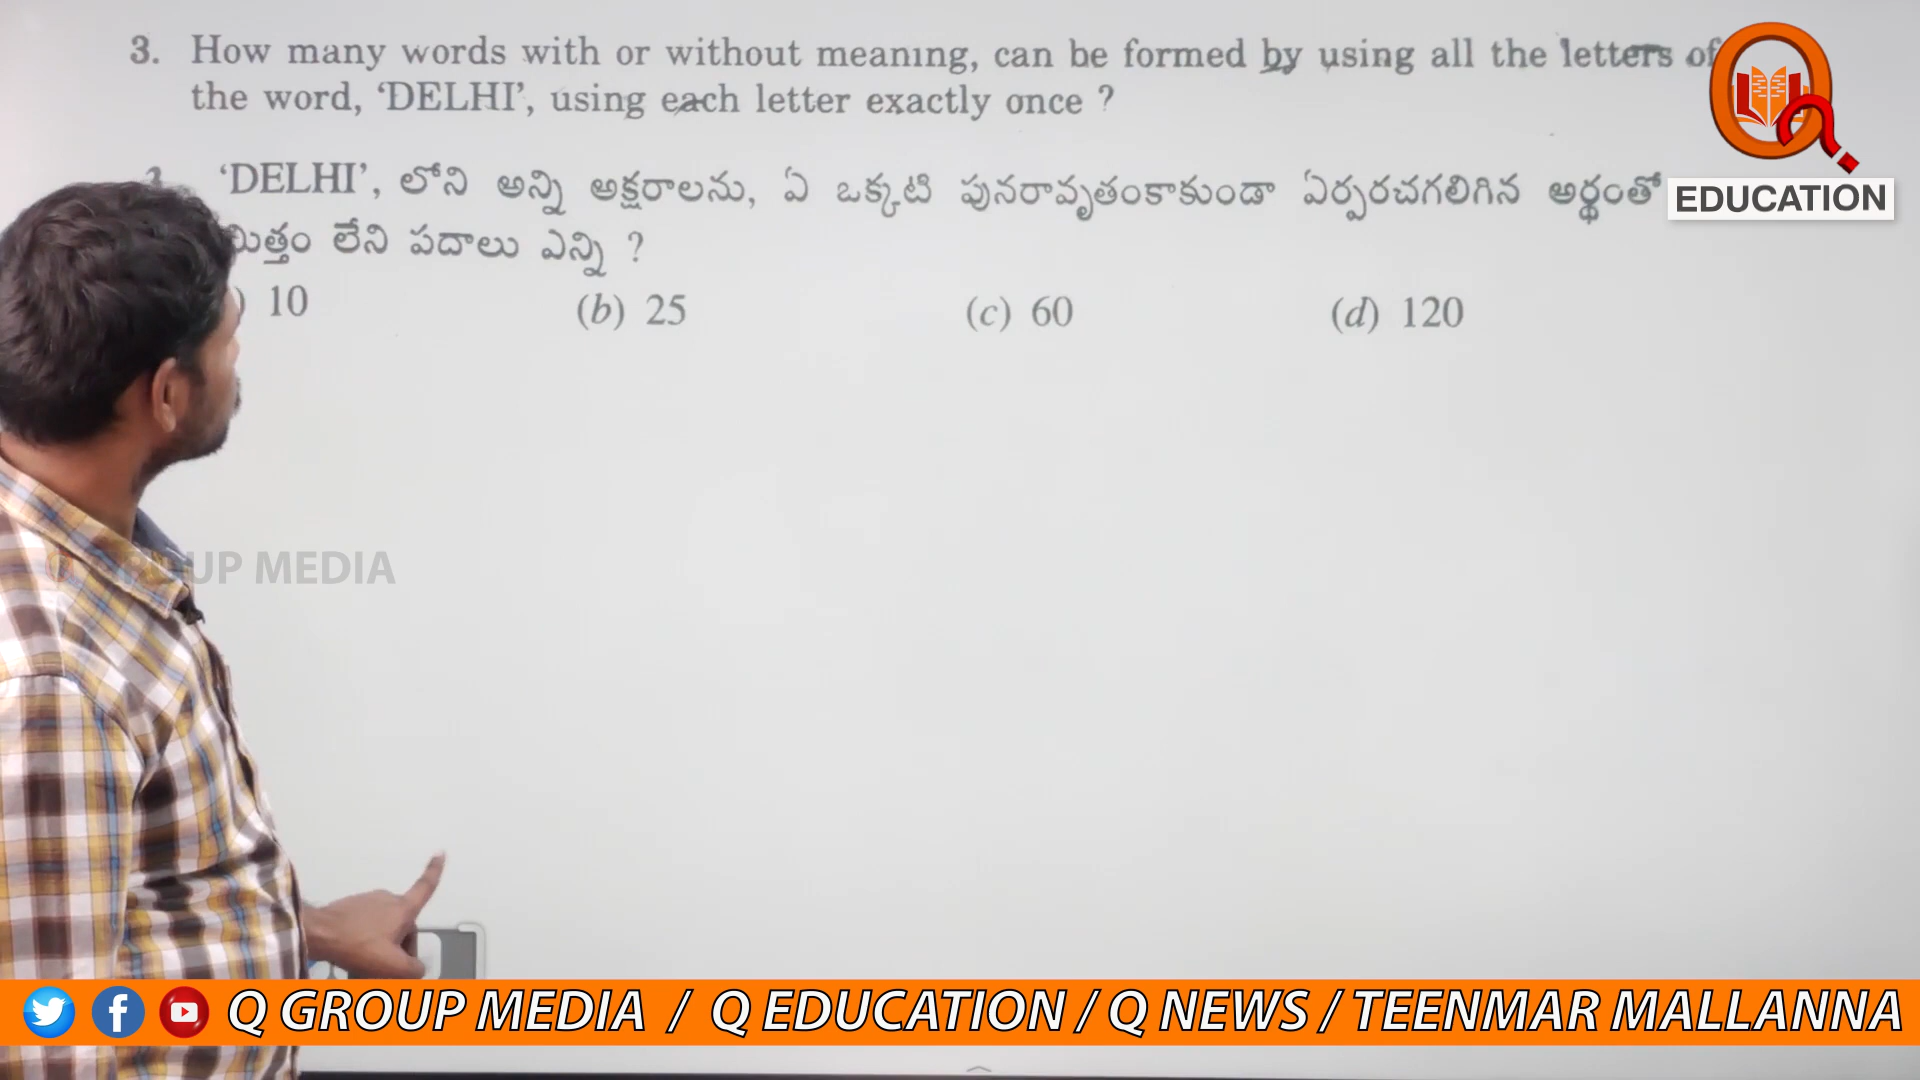 3. How many words with or without meaning, can be formed by using all the letters of
the word, ‘DELHI’, using each letter exactly once ?
‘DELHI’, లోని అన్ని అక్షరాలను, ఏ ఒక్కటి పునరావృతంకాకుండా ఏర్పరచగలిగిన అర్థంతో
లేని పదాలు ఎన్ని ?
) 10 (b) 25 (c) 60 (d) 120
EDUCATION
GROUP MEDIA
Q GROUP MEDIA / Q EDUCATION / Q NEWS / TEENMAR MALLANNA